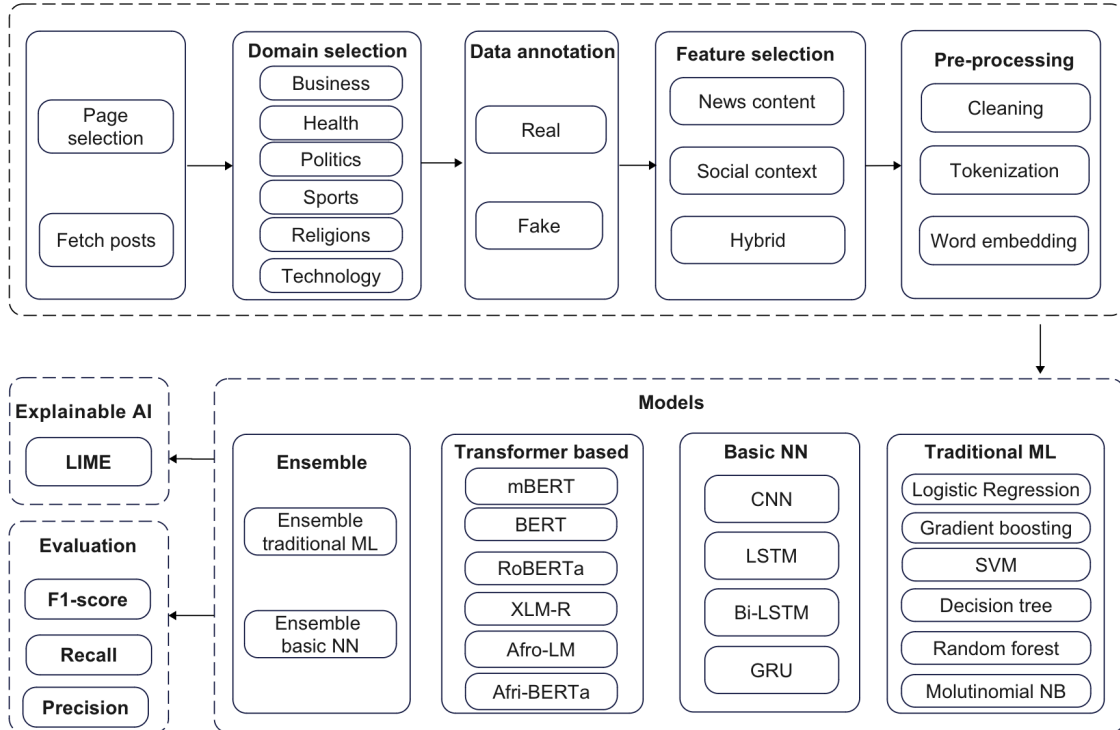 Page
selection
Fetch posts
Domain selection
Business
Health
Politics
Sports
Religions
Technology
Data annotation
Real
Fake
Feature selection
News content
Social context
Hybrid
Pre-processing
Cleaning
Tokenization
Word embedding
Explainable AI
LIME
Evaluation
F1-score
Recall
Precision
Models
Ensemble
Ensemble
traditional ML
Ensemble
basic NN
Transformer based
mBERT
BERT
RoBERTa
XLM-R
Afro-LM
Afri-BERTa
Basic NN
CNN
LSTM
Bi-LSTM
GRU
Traditional ML
Logistic Regression
Gradient boosting
SVM
Decision tree
Random forest
Molutinomial NB